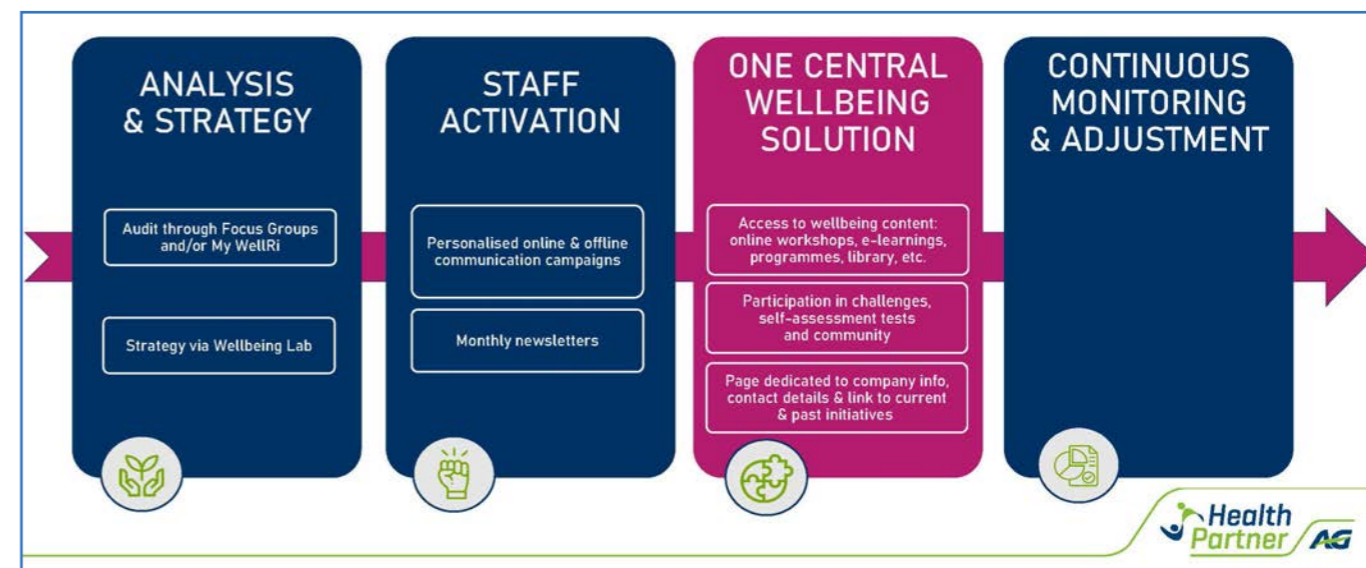 ANALYSIS
& STRATEGY
Audit through Focus Groups
and/or My WellRi
Strategy via Wellbeing Lab
STAFF
ACTIVATION
Personalised online & offline
communication campaigns
Monthly newsletters
ONE CENTRAL
WELLBEING
SOLUTION
Access to wellbeing content:
online workshops, e-learnings,
programmes, library, etc.
Participation in challenges,
self-assessment tests
and community
Page dedicated to company info,
contact details & link to current
& past initiatives
CONTINUOUS
MONITORING
& ADJUSTMENT
Health
Partner
AG